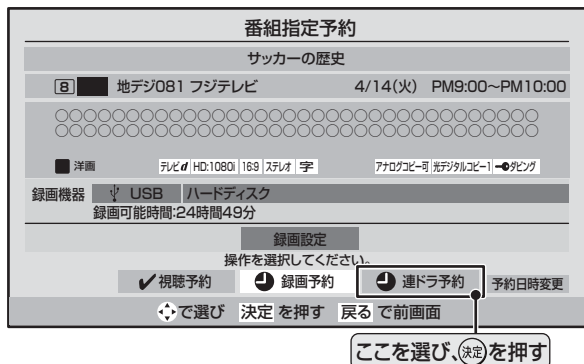 番組指定予約
サッカーの歴史
8 地デジ081 フジテレビ 4/14(火) PM9:00~PM10:00
○○○○○○○○○○○○○○○○○○○○○○○○○○○○○○○○○○
○○○○○○○○○○○○○○○○○○○○○○○○○○○○○○○○○○
洋画 テレビd HD:1080i 16:9 ステレオ 字 アナログコピー可 光デジタルコピー1 ダビング
録画機器 USB ハードディスク
録画可能時間:24時間49分
録画設定
操作を選択してください。
視聴予約 録画予約 連ドラ予約 予約日時変更
で選び 決定 を押す 戻る で前画面
ここを選び、決定を押す